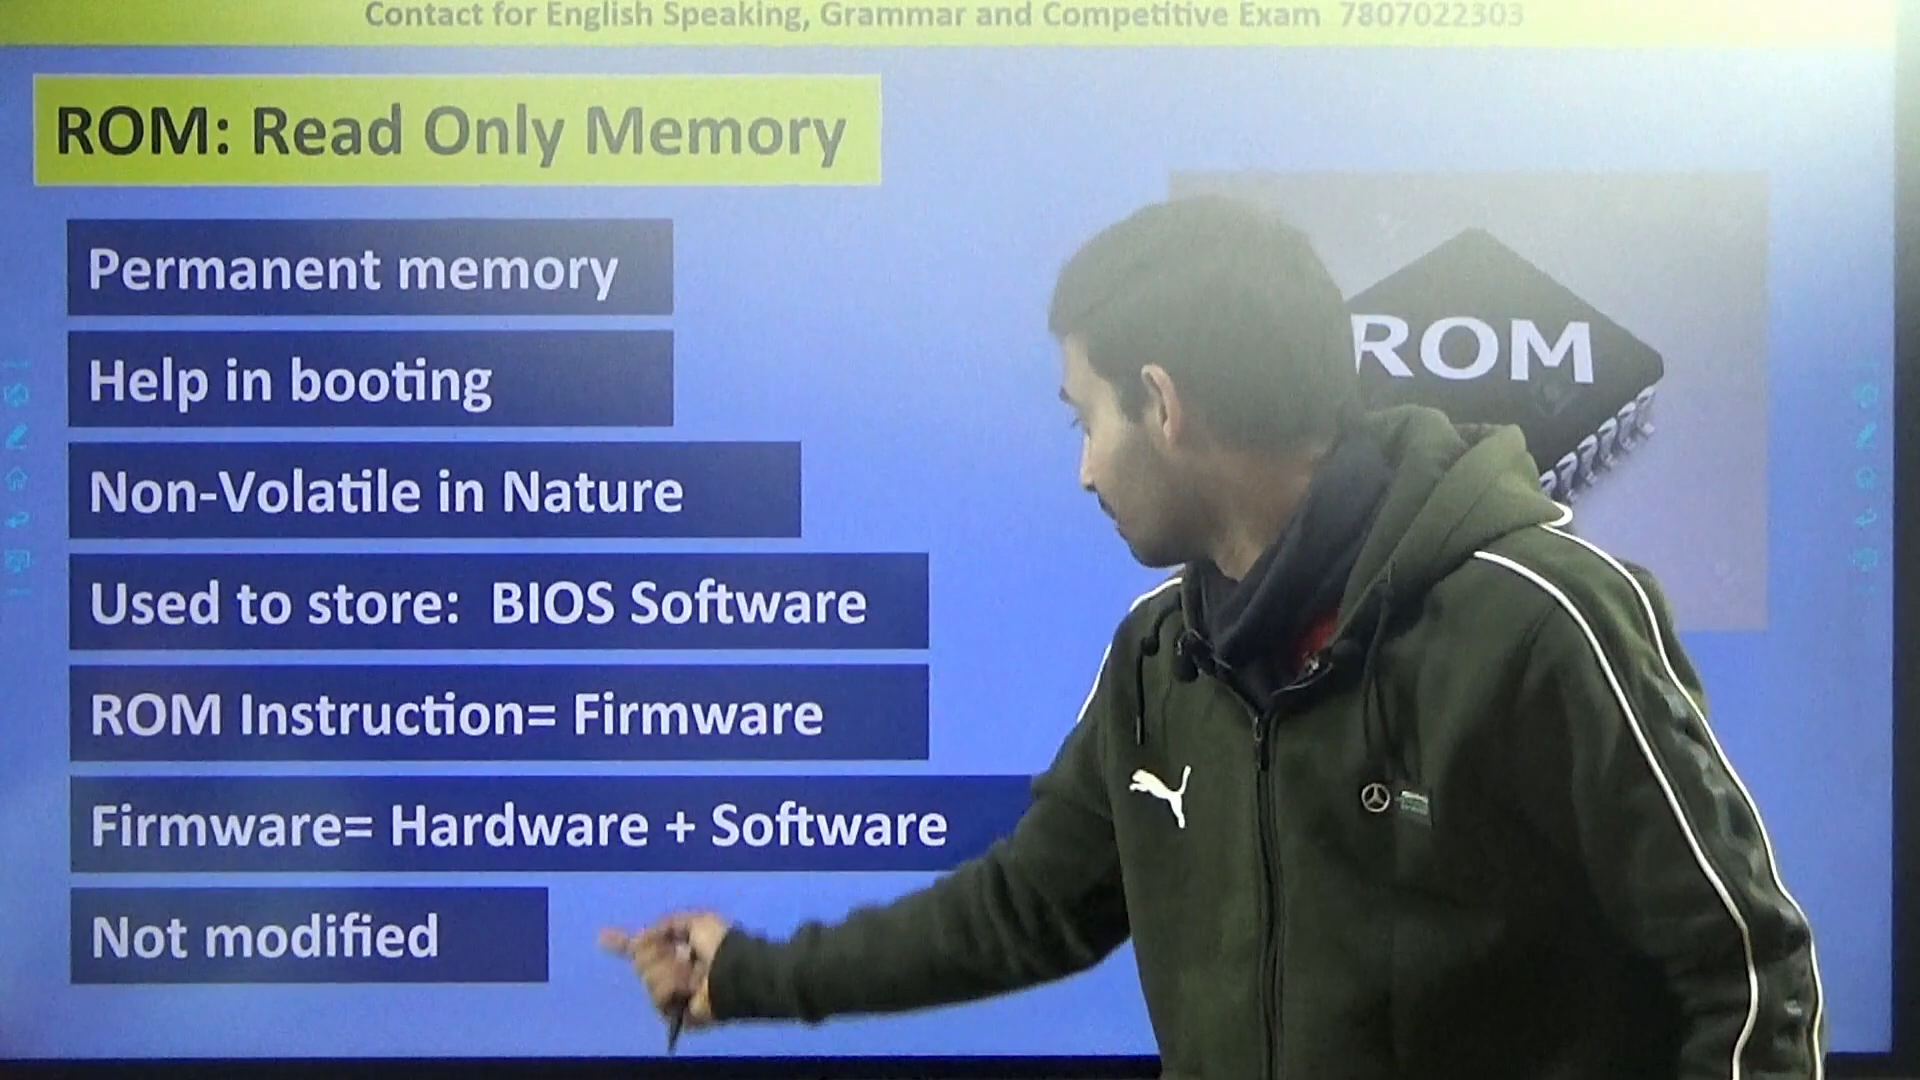 Contact for English Speaking, Grammar and Competitive Exam 7807022303
ROM: Read Only Memory
Permanent memory
Help in booting
Non-Volatile in Nature
Used to store: BIOS Software
ROM Instruction= Firmware
Firmware= Hardware + Software
Not modified
ROM